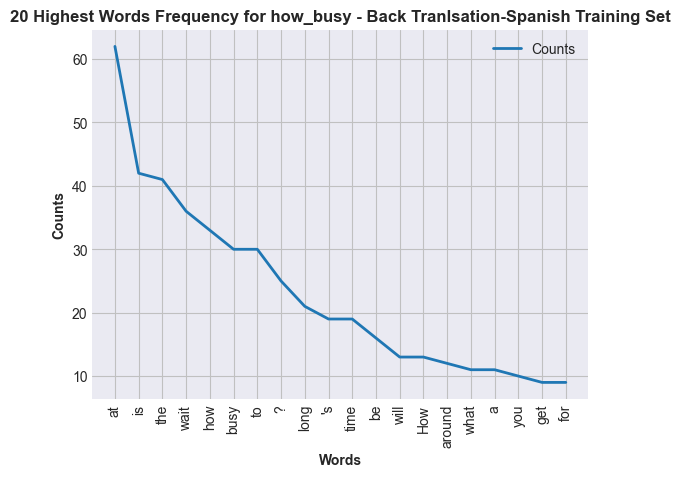 20 Highest Words Frequency for how_busy - Back Tranlsation-Spanish Training Set
Counts
60
50
40
30
20
10
Counts
at
is
the
wait
how
busy
to
?
long
's
time
be
will
How
around
what
a
you
get
for
Words